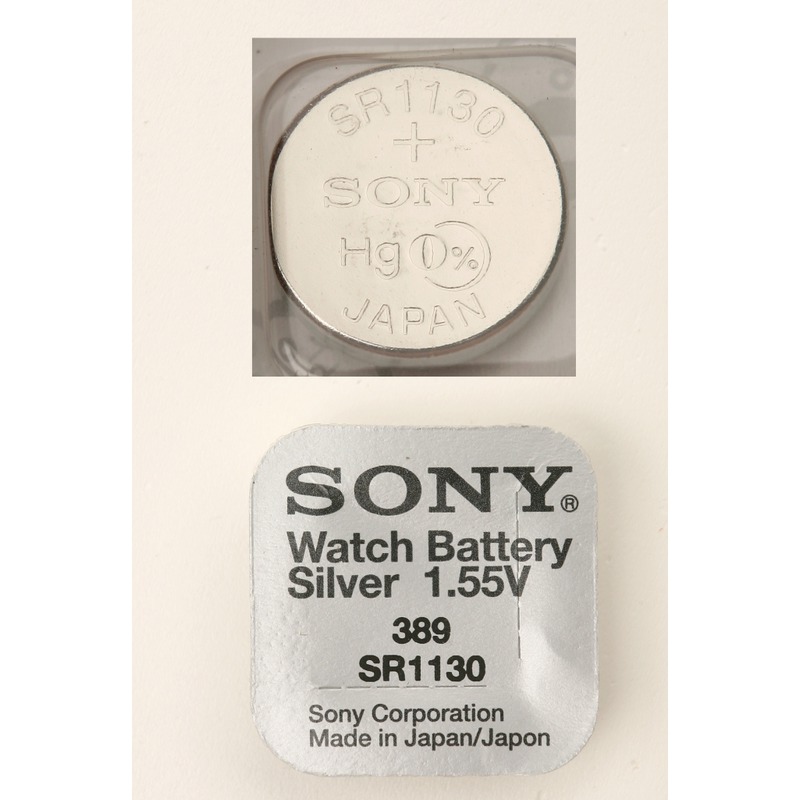 SR1130
+
SONY
Hg 0%
JAPAN
SONY®
Watch Battery
Silver 1.55V
389
SR1130
Sony Corporation
Made in Japan/Japon